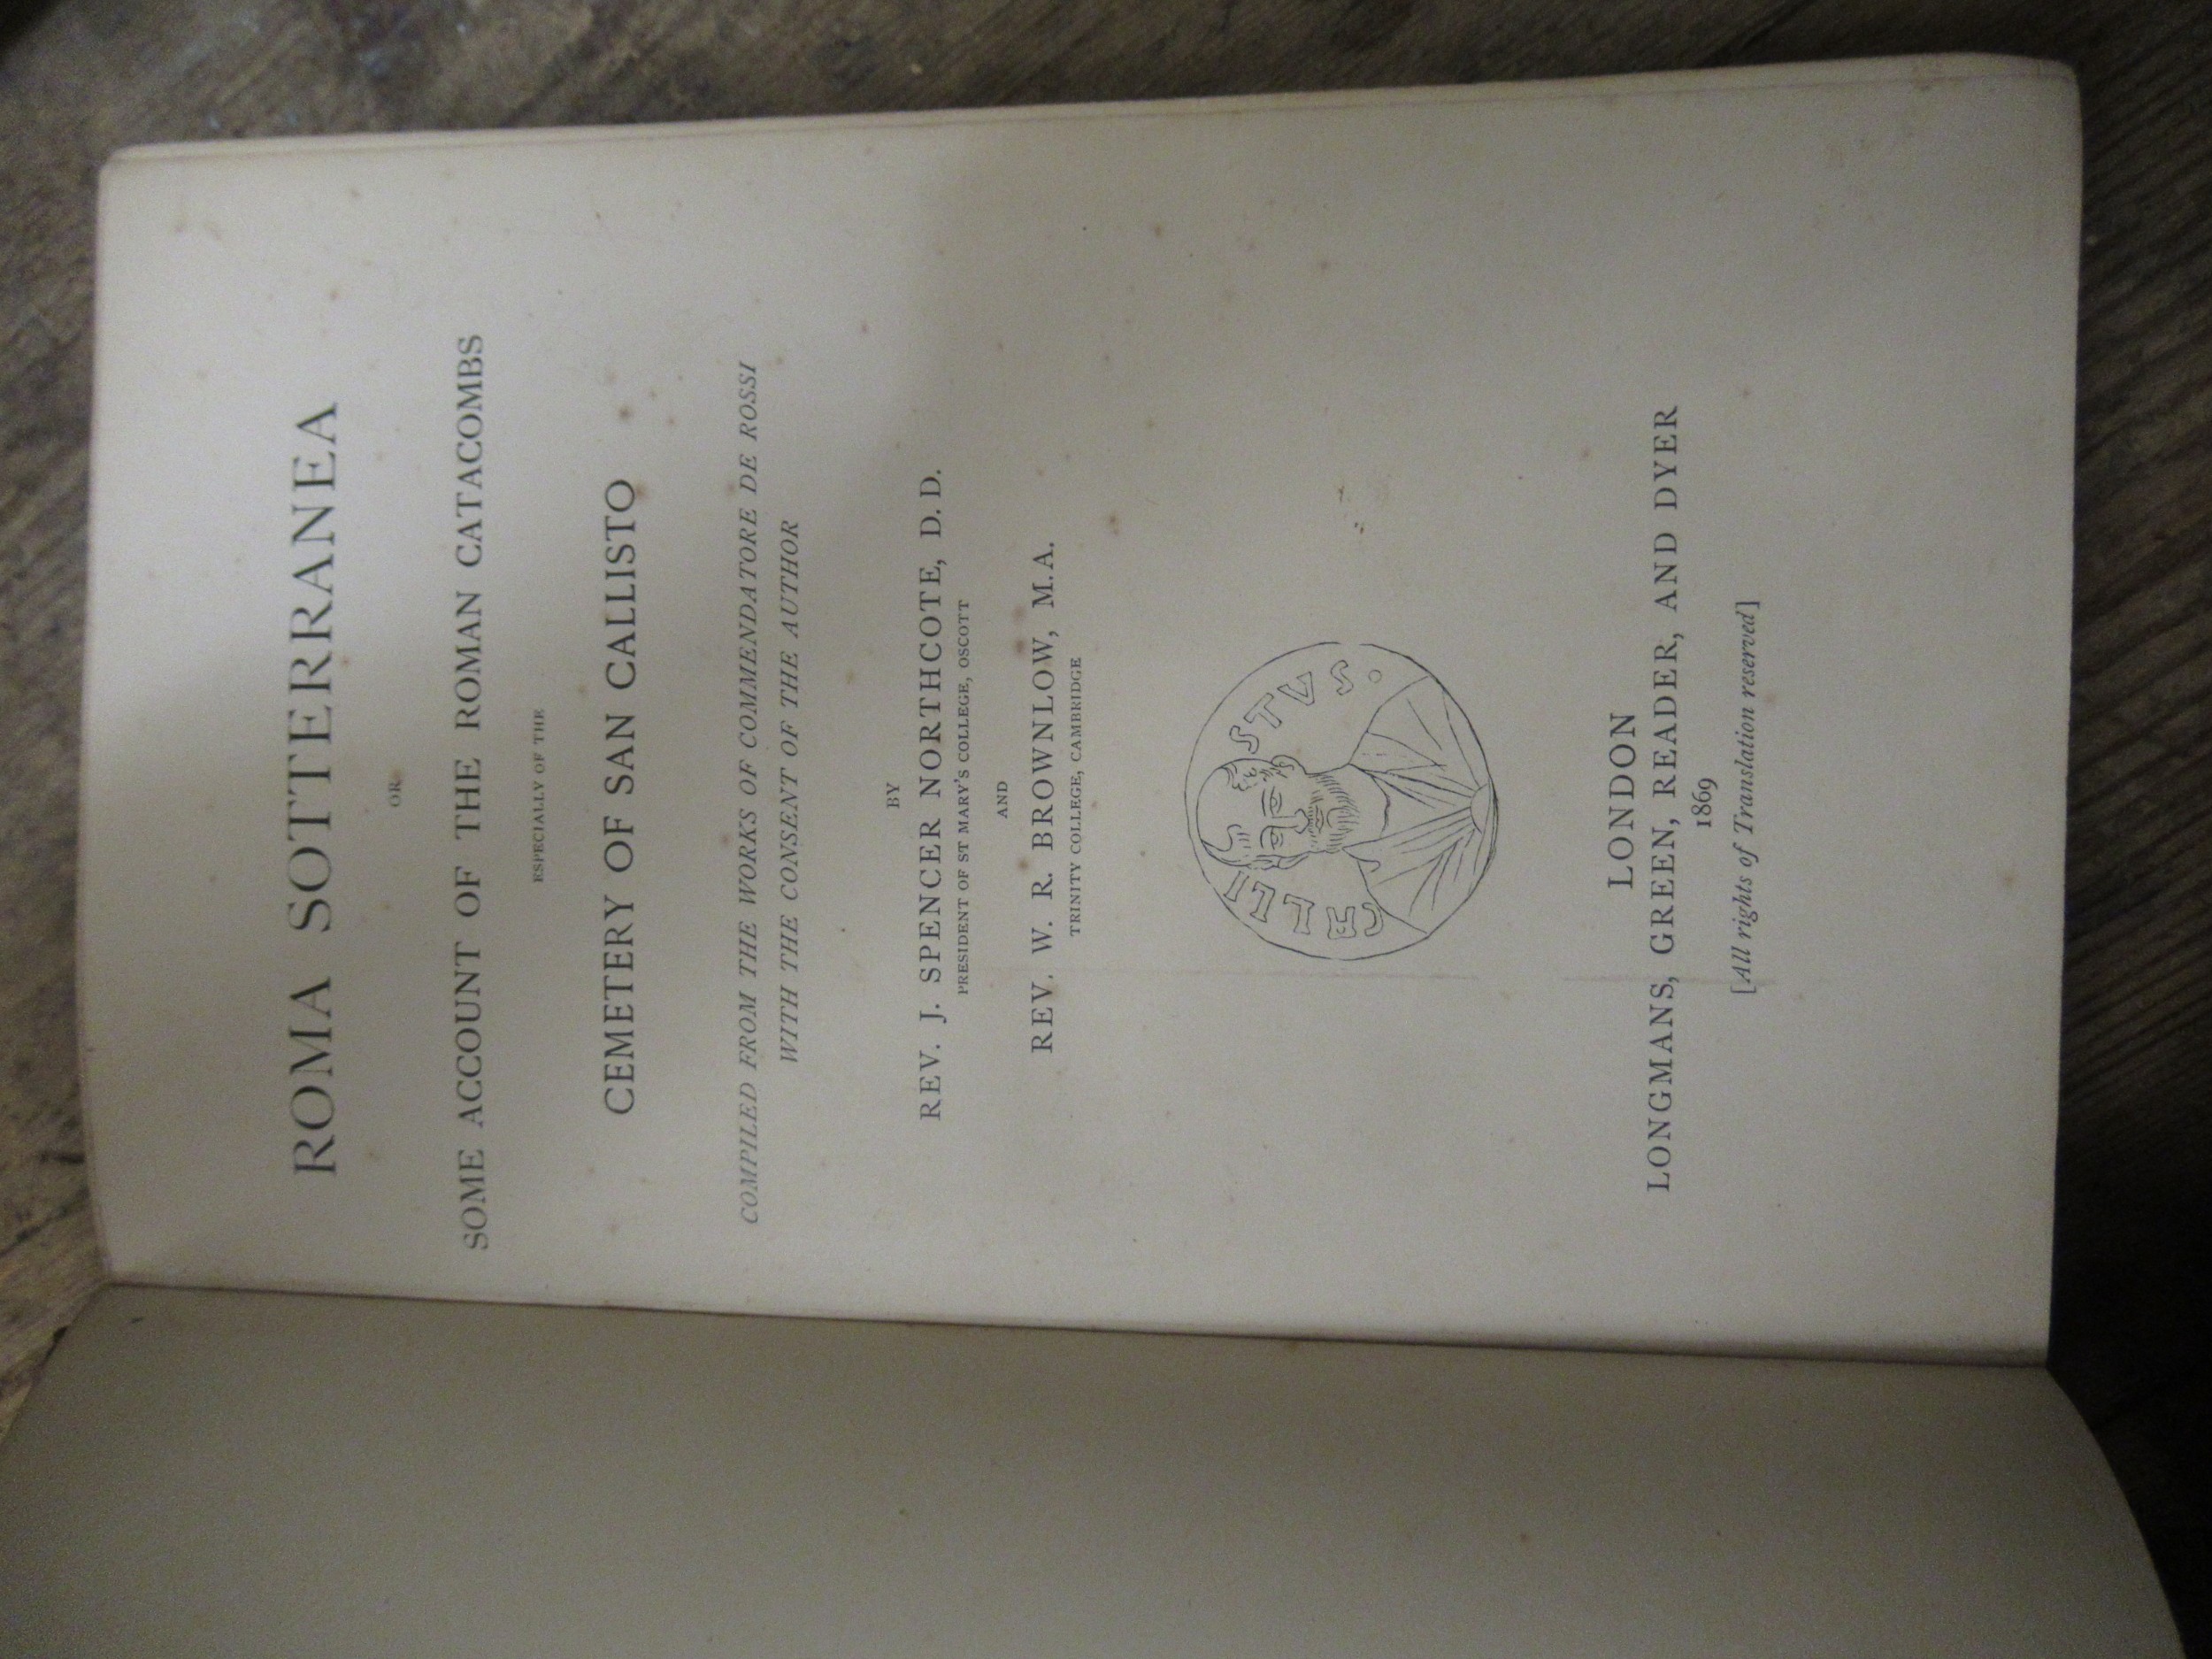 ROMA SOTTERRANEA
OR
SOME ACCOUNT OF THE ROMAN CATACOMBS
ESPECIALLY OF THE
CEMETERY OF SAN CALLISTO
COMPILED FROM THE WORKS OF COMMENDATORE DE ROSSI
WITH THE CONSENT OF THE AUTHOR
BY
REV. J. SPENCER NORTHCOTE, D.D.
PRESIDENT OF ST MARY'S COLLEGE, OSCOTT
AND
REV. W. R. BROWNLOW, M.A.
TRINITY COLLEGE, CAMBRIDGE
LONDON
LONGMANS, GREEN, READER, AND DYER
1869
[All rights of Translation reserved]